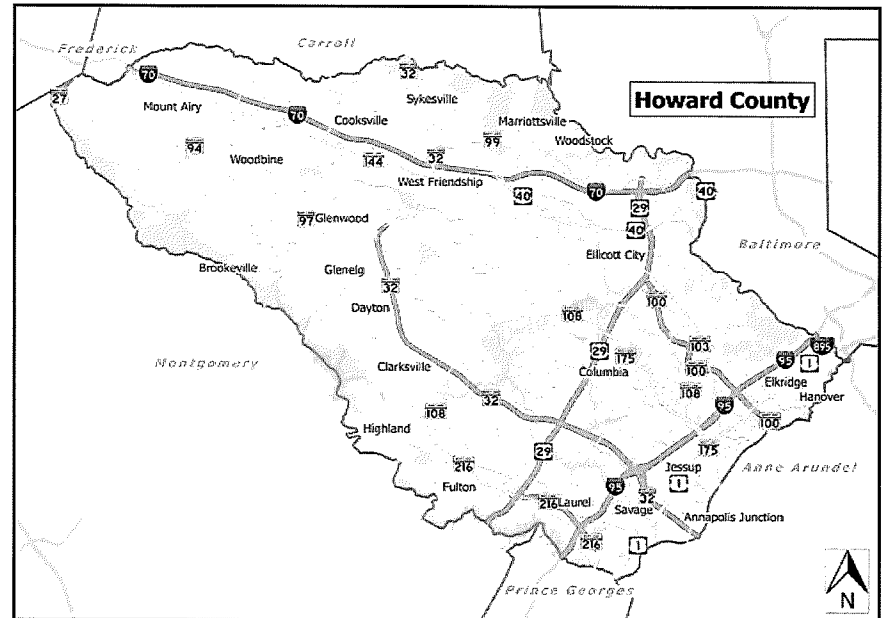 Frederick
Carroll
70
32
27
Mount Airy
Sykesville
Howard County
70
Cooksville
Marriottsville
94
99
Woodstock
Woodbine
144
32
West Friendship
40
70
29
40
97
Glenwood
40
Baltimore
Brookeville
Glenelg
Ellicott City
32
Dayton
100
108
Montgomery
29
175
103
95
895
1
Clarksville
Columbia
100
Elkridge
32
108
95
Hanover
108
100
Highland
29
175
216
Jessup
Anne Arundel
Fulton
95
1
216
Laurel
32
Savage
Annapolis Junction
216
1
Prince Georges
N